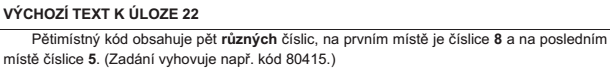 VÝCHOZÍ TEXT K ÚLOZE 22
Pětimístný kód obsahuje pět různých číslic, na prvním místě je číslice 8 a na posledním
místě číslice 5. (Zadání vyhovuje např. kód 80415.)